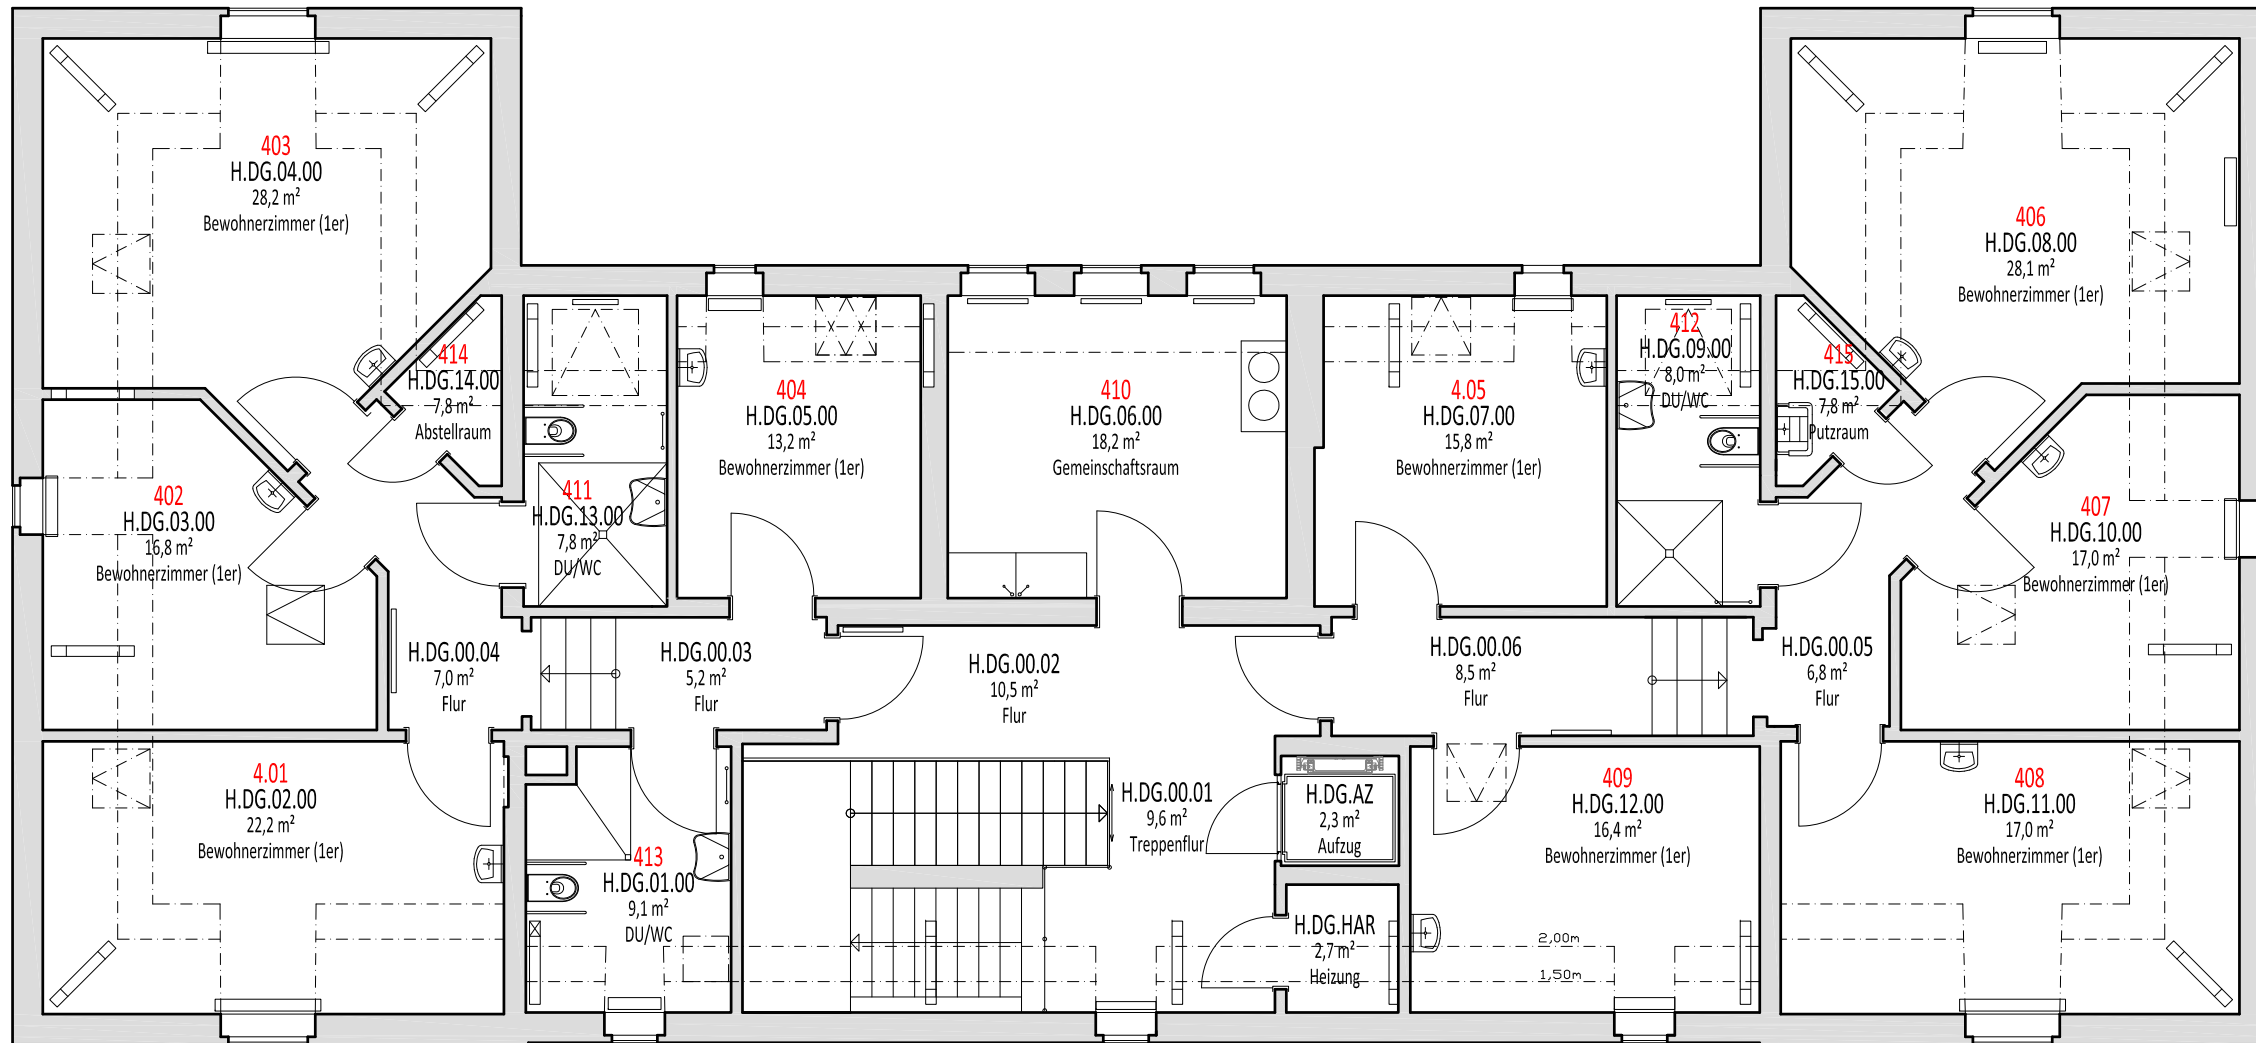 403
H.DG.04.00
28,2 m²
Bewohnerzimmer (1er)
406
H.DG.08.00
28,1 m²
Bewohnerzimmer (1er)
414
H.DG.14.00
7,8 m²
Abstellraum
404
H.DG.05.00
13,2 m²
Bewohnerzimmer (1er)
410
H.DG.06.00
18,2 m²
Gemeinschaftsraum
4.05
H.DG.07.00
15,8 m²
Bewohnerzimmer (1er)
412
H.DG.09.00
8,0 m²
DU/WC
415
H.DG.15.00
7,8 m²
Putzraum
402
H.DG.03.00
16,8 m²
Bewohnerzimmer (1er)
411
H.DG.13.00
7,8 m²
DU/WC
407
H.DG.10.00
17,0 m²
Bewohnerzimmer (1er)
H.DG.00.04
7,0 m²
Flur
H.DG.00.03
5,2 m²
Flur
H.DG.00.02
10,5 m²
Flur
H.DG.00.06
8,5 m²
Flur
H.DG.00.05
6,8 m²
Flur
4.01
H.DG.02.00
22,2 m²
Bewohnerzimmer (1er)
413
H.DG.01.00
9,1 m²
DU/WC
H.DG.00.01
9,6 m²
Treppenflur
H.DG.AZ
2,3 m²
Aufzug
H.DG.HAR
2,7 m²
Heizung
409
H.DG.12.00
16,4 m²
Bewohnerzimmer (1er)
2,00m
1,50m
408
H.DG.11.00
17,0 m²
Bewohnerzimmer (1er)